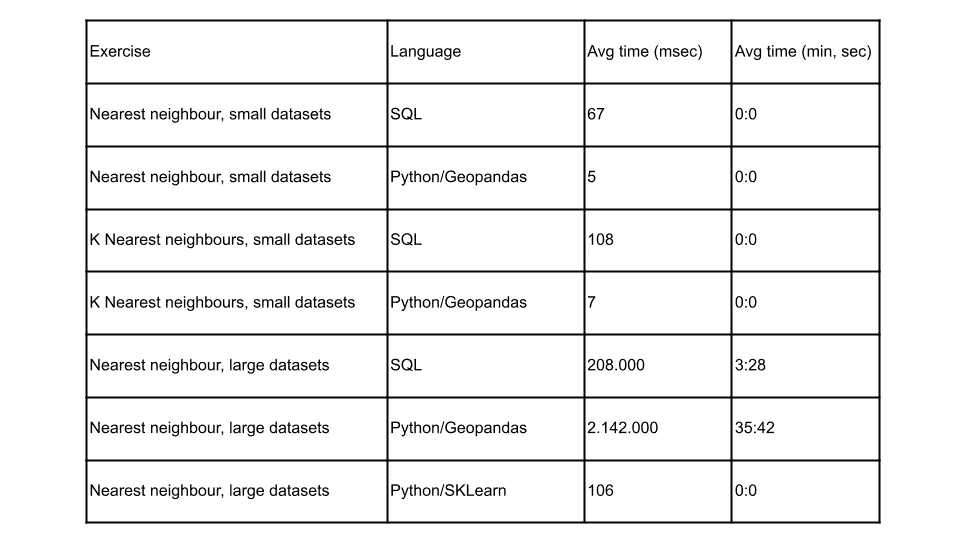 Exercise Language Avg time (msec) Avg time (min, sec)
Nearest neighbour, small datasets SQL 67 0:0
Nearest neighbour, small datasets Python/Geopandas 5 0:0
K Nearest neighbours, small datasets SQL 108 0:0
K Nearest neighbours, small datasets Python/Geopandas 7 0:0
Nearest neighbour, large datasets SQL 208.000 3:28
Nearest neighbour, large datasets Python/Geopandas 2.142.000 35:42
Nearest neighbour, large datasets Python/SKLearn 106 0:0